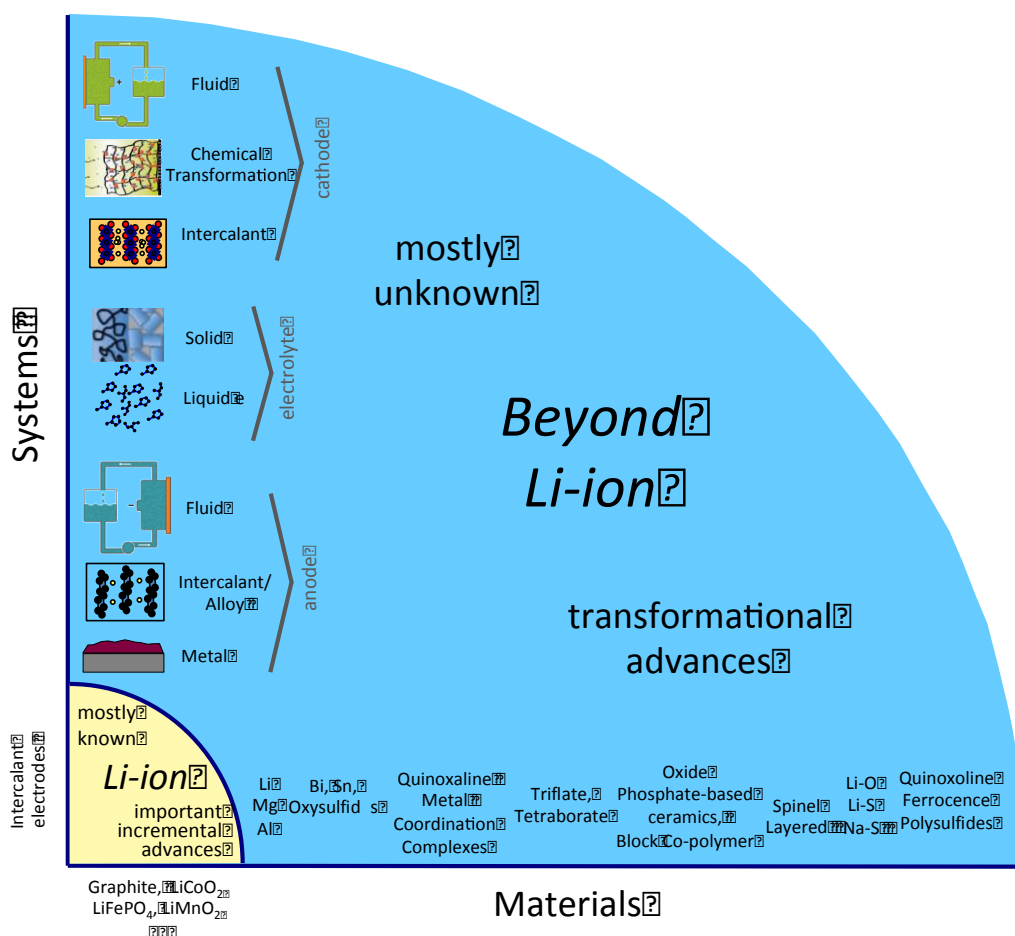 Fluid
Chemical
Transformation
Intercalant
cathode
mostly
unknown
Solid
Liquid
electrolyte
Beyond
Li-ion
Systems
Fluid
Intercalant/
Alloy
Metal
anode
transformational
advances
mostly
known
Li-ion
important
incremental
advances
Intercalant
electrodes
Li
Mg
Al
Bi, Sn,
Oxysulfid s
Quinoxaline
Metal
Coordination
Complexes
Triflate,
Tetraborate
Oxide
Phosphate-based
ceramics,
Block Co-polymer
Spinel
Layered
Li-O
Li-S
Na-S
Quinoxoline
Ferrocence
Polysulfides
Graphite, LiCoO2
LiFePO4, LiMnO2
Materials
+
−